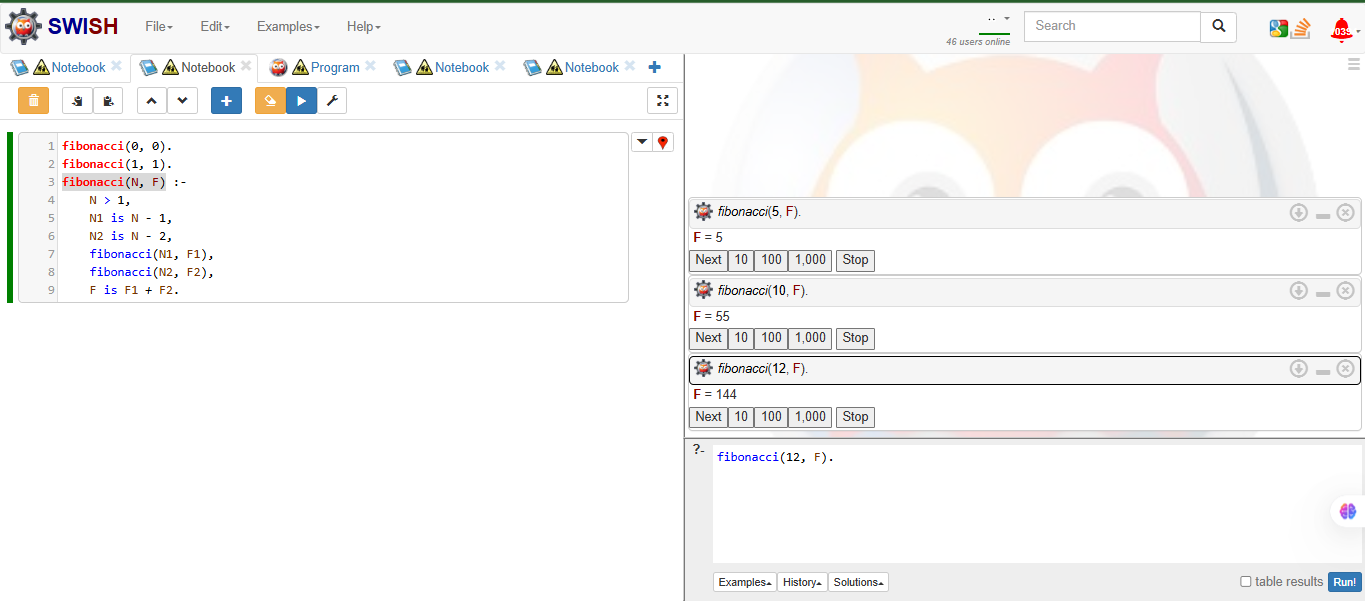 SWISH File Edit Examples Help
46 users online
Search
Notebook Notebook Program Notebook Notebook
1 fibonacci(0, 0).
2 fibonacci(1, 1).
3 fibonacci(N, F) :-
4 N > 1,
5 N1 is N - 1,
6 N2 is N - 2,
7 fibonacci(N1, F1),
8 fibonacci(N2, F2),
9 F is F1 + F2.
fibonacci(5, F).
F = 5
Next 10 100 1,000 Stop
fibonacci(10, F).
F = 55
Next 10 100 1,000 Stop
fibonacci(12, F).
F = 144
Next 10 100 1,000 Stop
?- fibonacci(12, F).
Examples History Solutions table results Run!